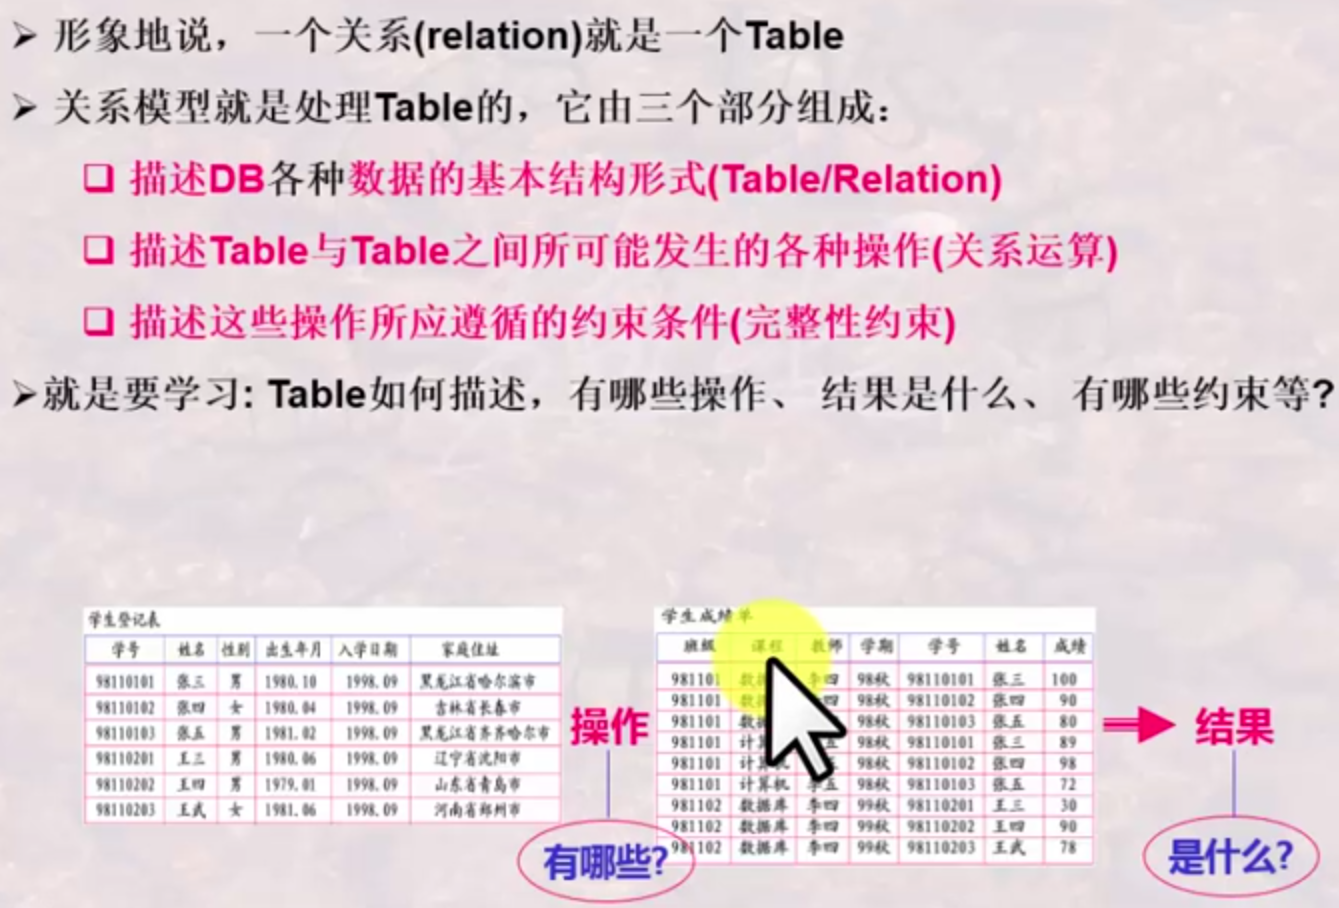 ➢ 形象地说，一个关系(relation)就是一个Table
➢ 关系模型就是处理Table的，它由三个部分组成：
❑ 描述DB各种数据的基本结构形式(Table/Relation)
❑ 描述Table与Table之间所可能发生的各种操作(关系运算)
❑ 描述这些操作所应遵循的约束条件(完整性约束)
➢就是要学习: Table如何描述，有哪些操作、 结果是什么、 有哪些约束等?
学生登记表
学号 姓名 性别 出生年月 入学日期 家庭住址
98110101 张三 男 1980.10 1998.09 黑龙江省哈尔滨市
98110102 张四 女 1980.04 1998.09 吉林省长春市
98110103 张五 男 1981.02 1998.09 黑龙江省齐齐哈尔市
98110201 王三 男 1980.06 1998.09 辽宁省沈阳市
98110202 王四 男 1979.01 1998.09 山东省青岛市
98110203 王武 女 1981.06 1998.09 河南省郑州市
操作
有哪些?
学生成绩单
班级 课程 教师 学期 学号 姓名 成绩
981101 数据 李四 98秋 98110101 张三 100
981101 数据 四 98秋 98110102 张四 90
981101 数据 98秋 98110103 张五 80
981101 计算 五 98秋 98110101 张三 89
981101 计算机 98秋 98110102 张四 98
981101 计算机 李五 98秋 98110103 张五 72
981102 数据库 李四 99秋 98110201 王三 30
981102 数据库 李四 99秋 98110202 王四 90
981102 数据库 李四 99秋 98110203 王武 78
结果
是什么?